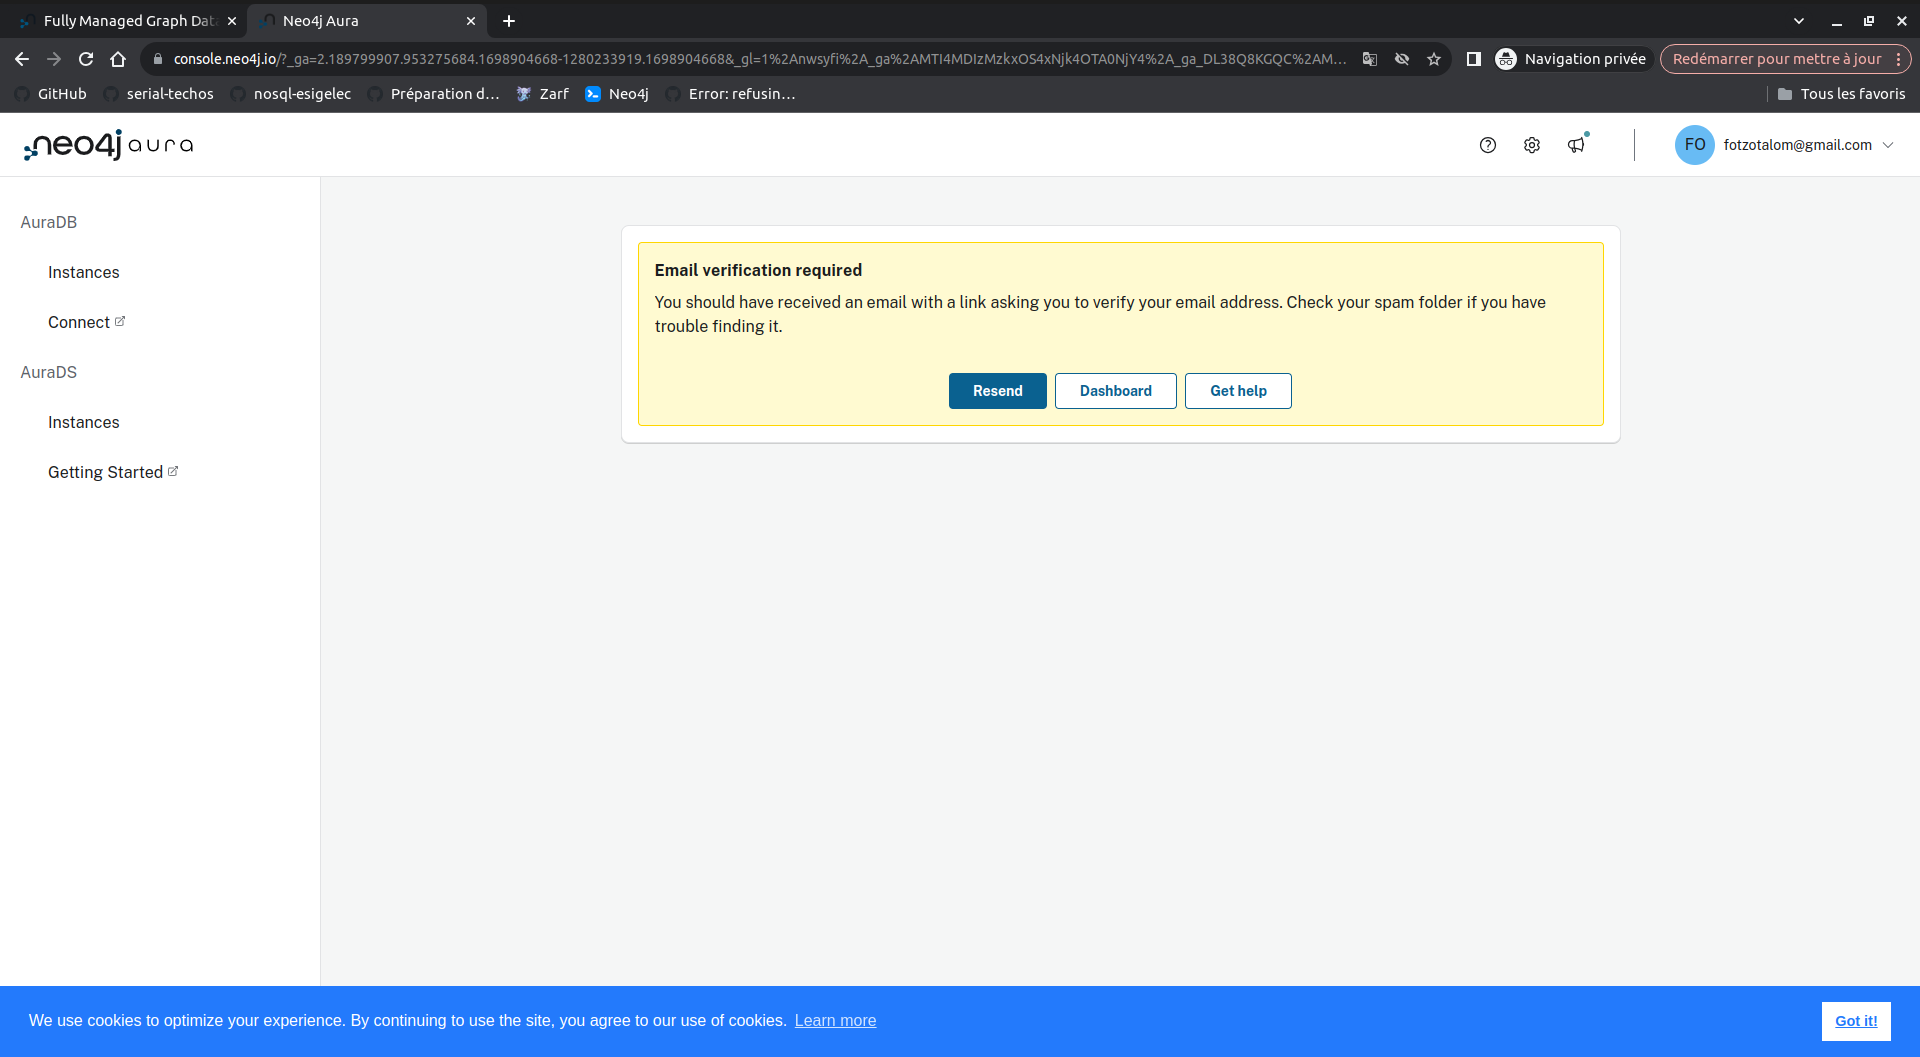 Fully Managed Graph Dat
Neo4j Aura
console.neo4j.io/?_ga=2.189799907.953275684.1698904668-1280233919.1698904668&_gl=1%2Anwsyfi%2A_ga%2AMTI4MDIzMzkxOS4xNjk4OTA0NjY4%2A_ga_DL38Q8KGQC%2AM...
Navigation privée
Redémarrer pour mettre à jour
GitHub
serial-techos
nosql-esigelec
Préparation d...
Zarf
Neo4j
Error: refusin...
Tous les favoris
neo4j aura
FO
fotzotalom@gmail.com
AuraDB
Instances
Connect
AuraDS
Instances
Getting Started
Email verification required
You should have received an email with a link asking you to verify your email address. Check your spam folder if you have
trouble finding it.
Resend
Dashboard
Get help
We use cookies to optimize your experience. By continuing to use the site, you agree to our use of cookies. Learn more
Got it!